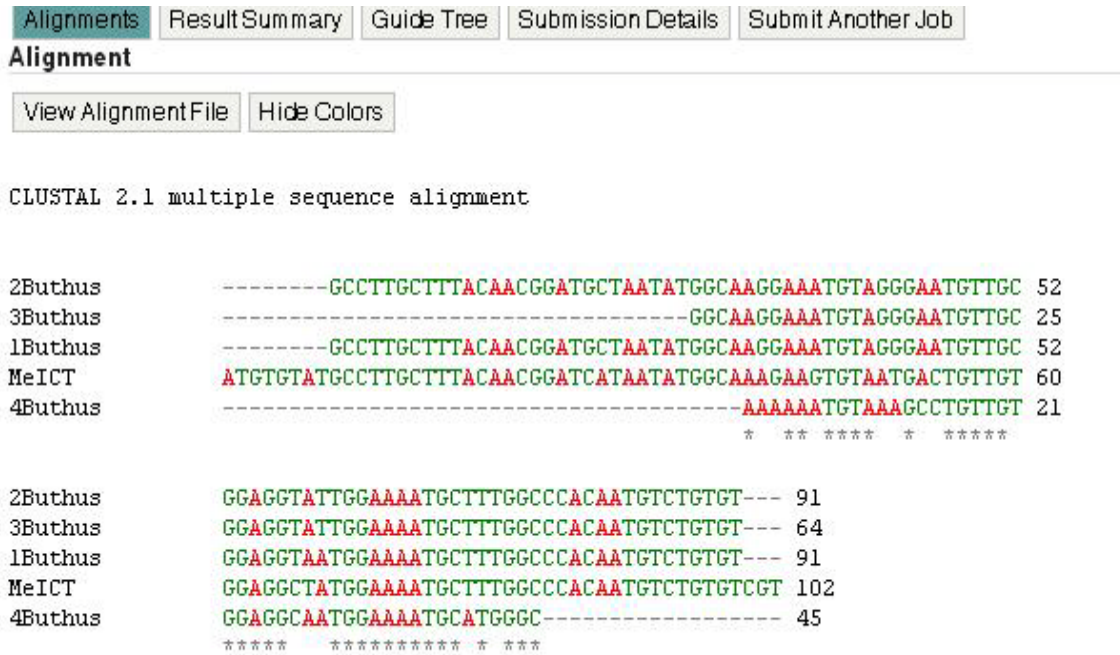 Alignments Result Summary Guide Tree Submission Details Submit Another Job
Alignment
View Alignment File Hide Colors
CLUSTAL 2.1 multiple sequence alignment
2Buthus --------GCCTTGCTTTACAACGGATGCTAATATGGCAAGGAAATGTAGGGAATGTTGC 52
3Buthus -----------------------------------GGCAAGGAAATGTAGGGAATGTTGC 25
1Buthus --------GCCTTGCTTTACAACGGATGCTAATATGGCAAGGAAATGTAGGGAATGTTGC 52
MeICT ATGTGTATGCCTTGCTTTACAACGGATCATAATATGGCAAAGAAGTGTAATGACTGTTGT 60
4Buthus ---------------------------------------AAAAAATGTAAAGCCTGTTGT 21
* ** **** * *****
2Buthus GGAGGTATTGGAAAATGCTTTGGCCCACAATGTCTGTGT--- 91
3Buthus GGAGGTATTGGAAAATGCTTTGGCCCACAATGTCTGTGT--- 64
1Buthus GGAGGTAATGGAAAATGCTTTGGCCCACAATGTCTGTGT--- 91
MeICT GGAGGCTATGGAAAATGCTTTGGCCCACAATGTCTGTGTCGT 102
4Buthus GGAGGCAATGGAAAATGCATGGGC------------------ 45
***** ********** * ***